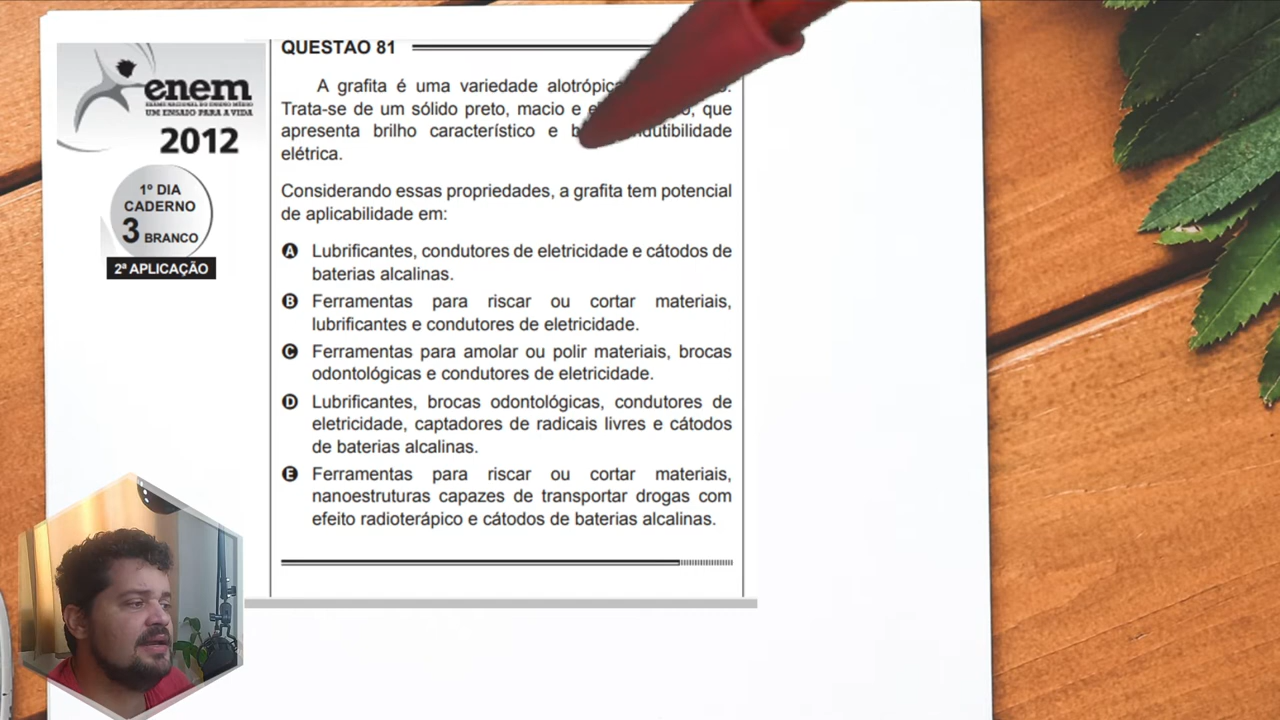 enem
EXAME NACIONAL DO ENSINO MÉDIO
UM ENSAIO PARA A VIDA
2012
1º DIA
CADERNO
3 BRANCO
2ª APLICAÇÃO
QUESTAO 81
A grafita é uma variedade alotrópica
Trata-se de um sólido preto, macio e que
apresenta brilho característico e
elétrica.
Considerando essas propriedades, a grafita tem potencial
de aplicabilidade em:
A Lubrificantes, condutores de eletricidade e cátodos de
baterias alcalinas.
B Ferramentas para riscar ou cortar materiais,
lubrificantes e condutores de eletricidade.
C Ferramentas para amolar ou polir materiais, brocas
odontológicas e condutores de eletricidade.
D Lubrificantes, brocas odontológicas, condutores de
eletricidade, captadores de radicais livres e cátodos
de baterias alcalinas.
E Ferramentas para riscar ou cortar materiais,
nanoestruturas capazes de transportar drogas com
efeito radioterápico e cátodos de baterias alcalinas.